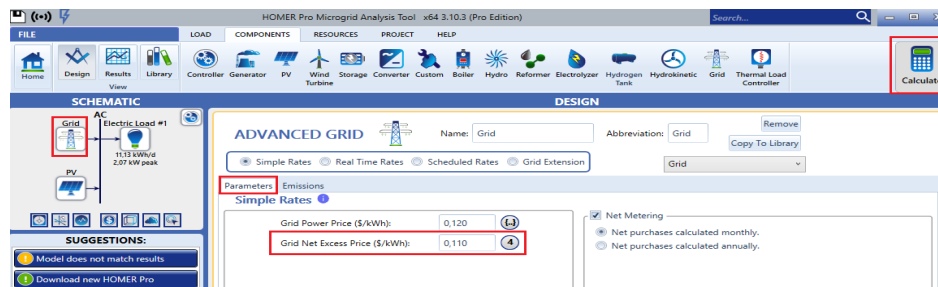 HOMER Pro Microgrid Analysis Tool x64 3.10.3 (Pro Edition)
Search...
FILE
LOAD COMPONENTS RESOURCES PROJECT HELP
Home
Design
Results
Library
View
Controller
Generator
PV
Wind Turbine
Storage
Converter
Custom
Boiler
Hydro
Reformer
Electrolyzer
Hydrogen Tank
Hydrokinetic
Grid
Thermal Load Controller
Calculate
SCHEMATIC
DESIGN
AC
Grid
Electric Load #1
11,13 kWh/d
2,07 kW peak
PV
SUGGESTIONS:
Model does not match results
Download new HOMER Pro
ADVANCED GRID
Name: Grid
Abbreviation: Grid
Remove
Copy To Library
Simple Rates Real Time Rates Scheduled Rates Grid Extension
Grid
Parameters Emissions
Simple Rates
Grid Power Price ($/kWh): 0,120 {..}
Grid Net Excess Price ($/kWh): 0,110 4
Net Metering
Net purchases calculated monthly.
Net purchases calculated annually.